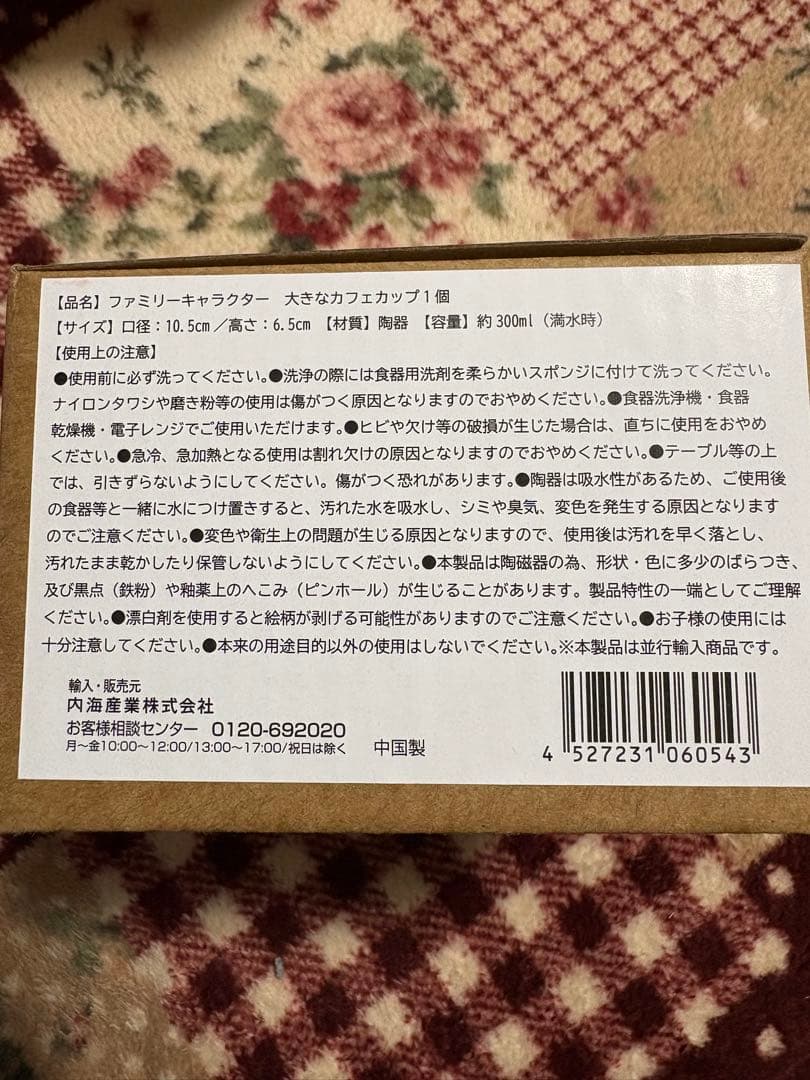 【品名】ファミリーキャラクター　大きなカフェカップ１個
【サイズ】口径：10.5cm／高さ：6.5cm 【材質】陶器 【容量】約300ml（満水時）
【使用上の注意】
●使用前に必ず洗ってください。●洗浄の際には食器用洗剤を柔らかいスポンジに付けて洗ってください。
ナイロンタワシや磨き粉等の使用は傷がつく原因となりますのでおやめください。●食器洗浄機・食器
乾燥機・電子レンジでご使用いただけます。●ヒビや欠け等の破損が生じた場合は、直ちに使用をおやめ
ください。●急冷、急加熱となる使用は割れ欠けの原因となりますのでおやめください。●テーブル等の上
では、引きずらないようにしてください。傷がつく恐れがあります。●陶器は吸水性があるため、ご使用後
の食器等と一緒に水につけ置きすると、汚れた水を吸水し、シミや臭気、変色を発生する原因となります
のでご注意ください。●変色や衛生上の問題が生じる原因となりますので、使用後は汚れを早く落とし、
汚れたまま乾かしたり保管しないようにしてください。●本製品は陶磁器の為、形状・色に多少のばらつき、
及び黒点（鉄粉）や釉薬上のへこみ（ピンホール）が生じることがあります。製品特性の一端としてご理解
ください。●漂白剤を使用すると絵柄が剥げる可能性がありますのでご注意ください。●お子様の使用には
十分注意してください。●本来の用途目的以外の使用はしないでください。※本製品は並行輸入商品です。
輸入・販売元
内海産業株式会社
お客様相談センター 0120-692020
月～金10:00～12:00/13:00～17:00/祝日は除く 中国製
4 527231 060543